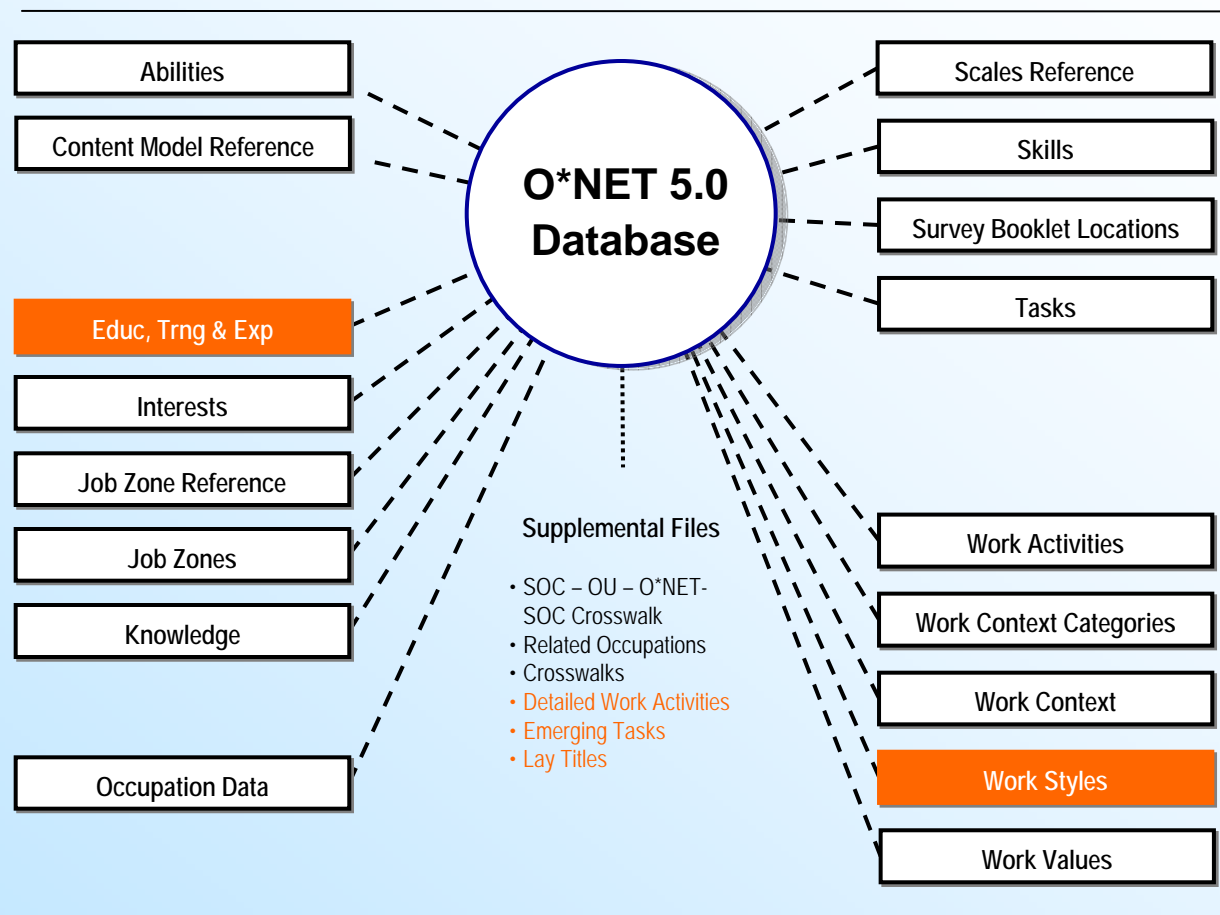 Abilities
Content Model Reference
Educ, Trng & Exp
Interests
Job Zone Reference
Job Zones
Knowledge
Occupation Data
O*NET 5.0
Database
Supplemental Files
• SOC – OU – O*NET-
SOC Crosswalk
• Related Occupations
• Crosswalks
• Detailed Work Activities
• Emerging Tasks
• Lay Titles
Scales Reference
Skills
Survey Booklet Locations
Tasks
Work Activities
Work Context Categories
Work Context
Work Styles
Work Values